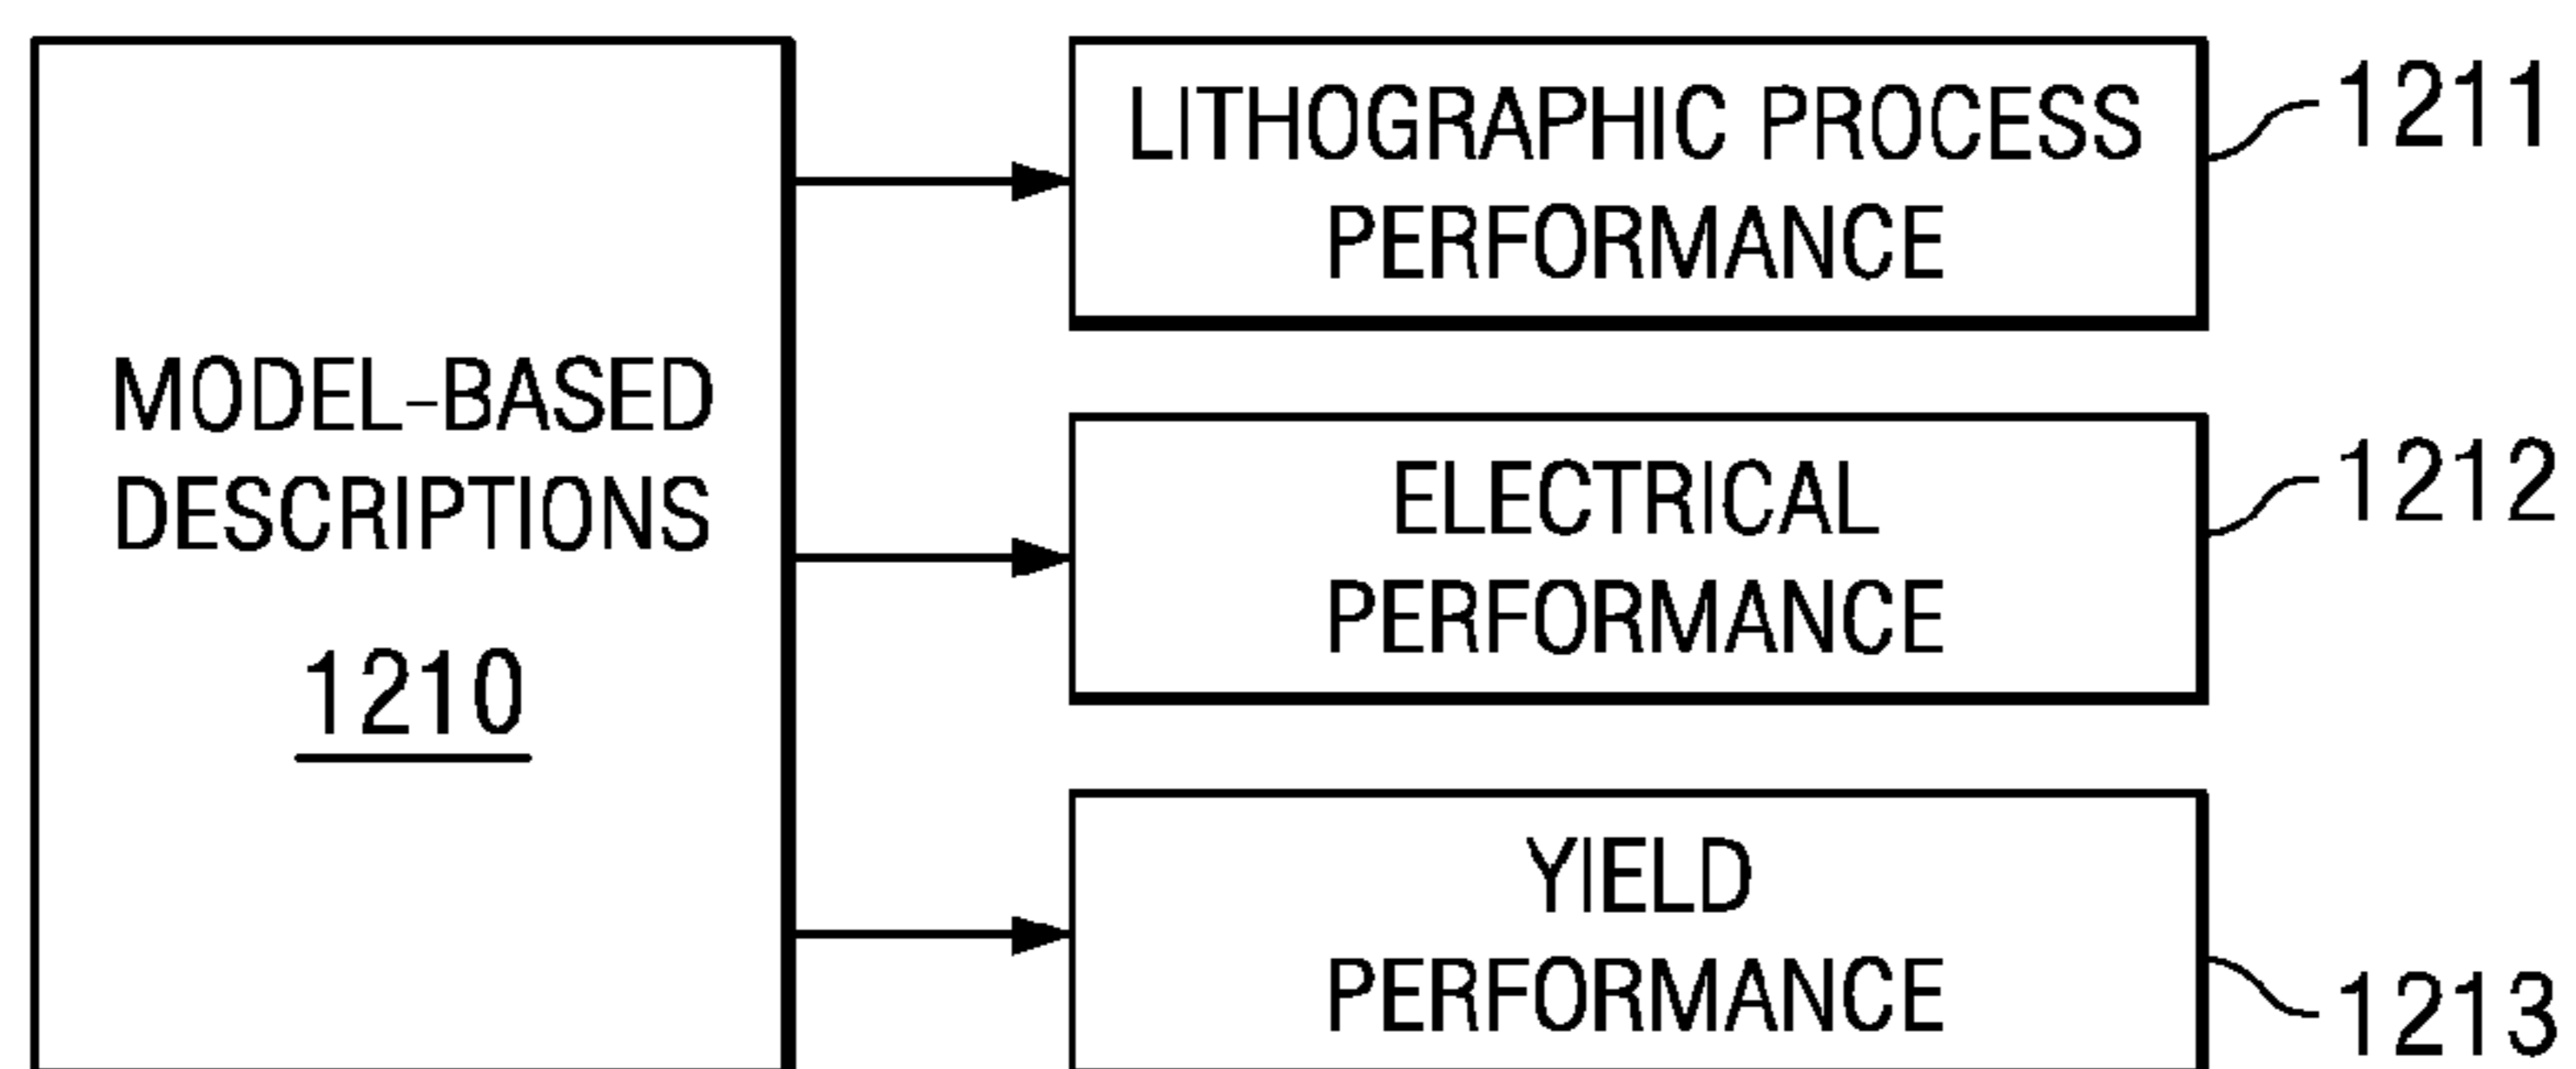 MODEL-BASED
DESCRIPTIONS
1210
LITHOGRAPHIC PROCESS
PERFORMANCE
1211
ELECTRICAL
PERFORMANCE
1212
YIELD
PERFORMANCE
1213